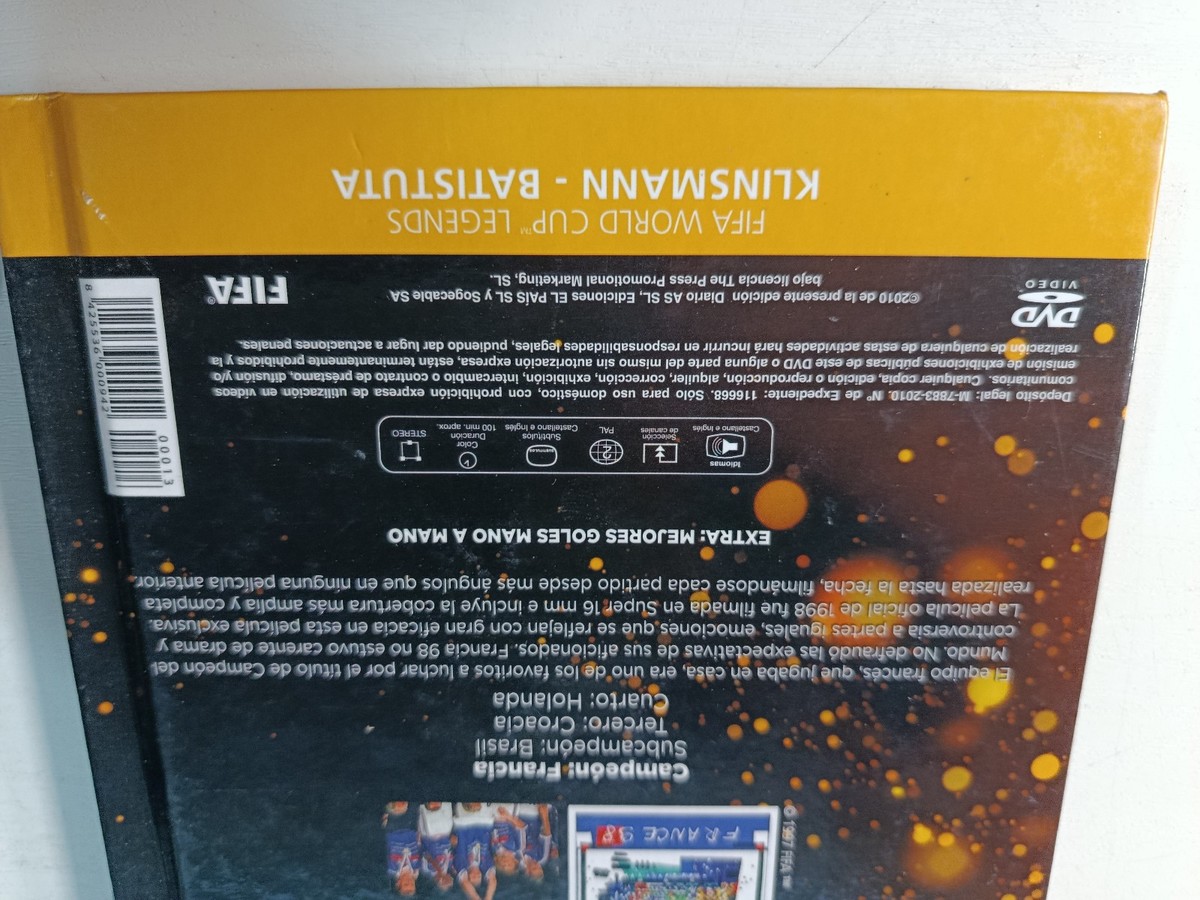 © 1997 FIFA ™
FRANCE 98
Campeón: Francia
Subcampeón: Brasil
Tercero: Croacia
Cuarto: Holanda
El equipo francés, que jugaba en casa, era uno de los favoritos a luchar por el título de Campeón del
Mundo. No defraudó las expectativas de sus aficionados. Francia 98 no estuvo carente de drama y
controversia a partes iguales, emociones que se reflejan con gran eficacia en esta película exclusiva.
La película oficial de 1998 fue filmada en Super 16 mm e incluye la cobertura más amplia y completa
realizada hasta la fecha, filmándose cada partido desde más ángulos que en ninguna película anterior.
EXTRA: MEJORES GOLES MANO A MANO
Idiomas
Castellano e Inglés
Selección
de canales
2
PAL
SUBTITULOS
Subtítulos
Castellano e Inglés
Color
Duración
100 min. aprox.
STEREO
Depósito legal: M-7883-2010. Nº de Expediente: 116668. Sólo para uso doméstico, con prohibición expresa de utilización en vídeos
comunitarios. Cualquier copia, edición o reproducción, alquiler, corrección, exhibición, intercambio o contrato de préstamo, difusión y/o
emisión de exhibiciones públicas de este DVD o alguna parte del mismo sin autorización expresa, están terminantemente prohibidos y la
realización de cualquiera de estas actividades hará incurrir en responsabilidades legales, pudiendo dar lugar a actuaciones penales.
DVD
VIDEO
©2010 de la presente edición Diario AS SL, Ediciones EL PAÍS SL y Sogecable SA
bajo licencia The Press Promotional Marketing, SL.
FIFA®
00013
8 425536 000942
FIFA WORLD CUP™ LEGENDS
KLINSMANN - BATISTUTA